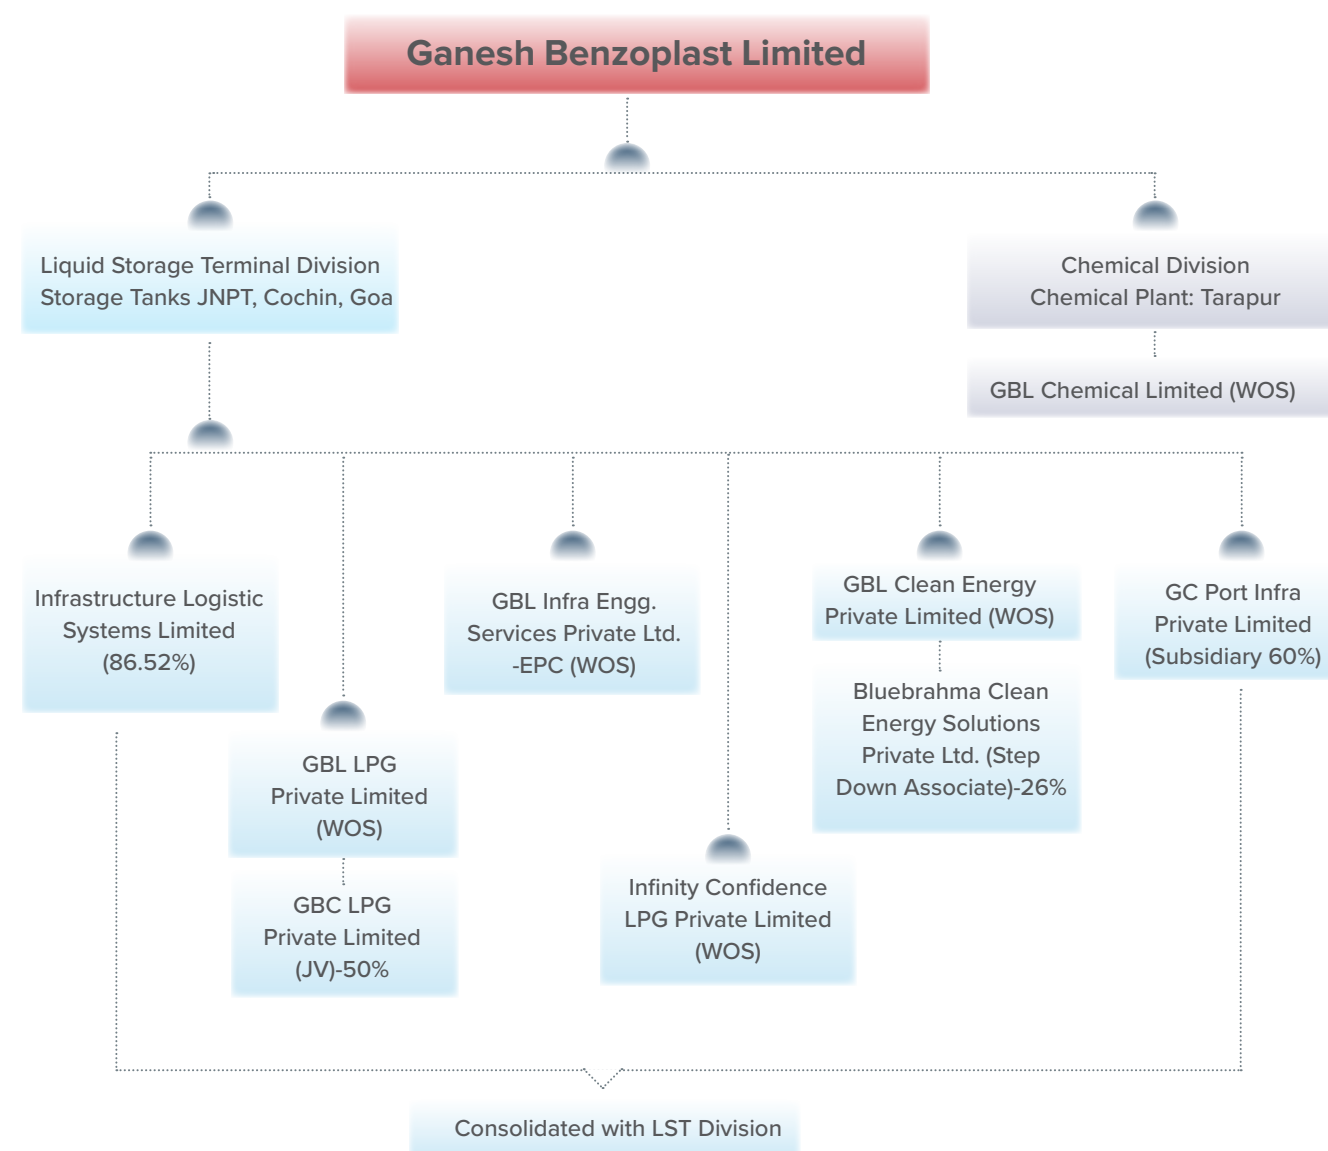 Ganesh Benzoplast Limited
Liquid Storage Terminal Division
Storage Tanks JNPT, Cochin, Goa
Chemical Division
Chemical Plant: Tarapur
GBL Chemical Limited (WOS)
Infrastructure Logistic
Systems Limited
(86.52%)
GBL LPG
Private Limited
(WOS)
GBC LPG
Private Limited
(JV)-50%
GBL Infra Engg.
Services Private Ltd.
-EPC (WOS)
Infinity Confidence
LPG Private Limited
(WOS)
GBL Clean Energy
Private Limited (WOS)
Bluebrahma Clean
Energy Solutions
Private Ltd. (Step
Down Associate)-26%
GC Port Infra
Private Limited
(Subsidiary 60%)
Consolidated with LST Division